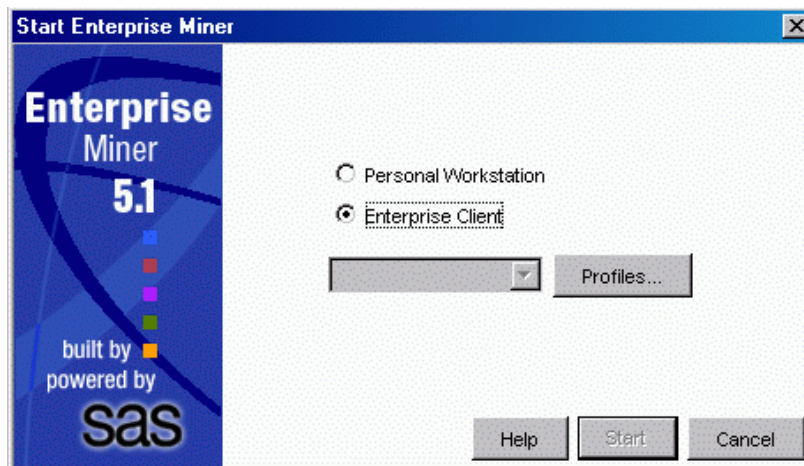 Start Enterprise Miner
Enterprise
Miner
5.1
built by
powered by
sas
Personal Workstation
Enterprise Client
Profiles...
Help
Start
Cancel